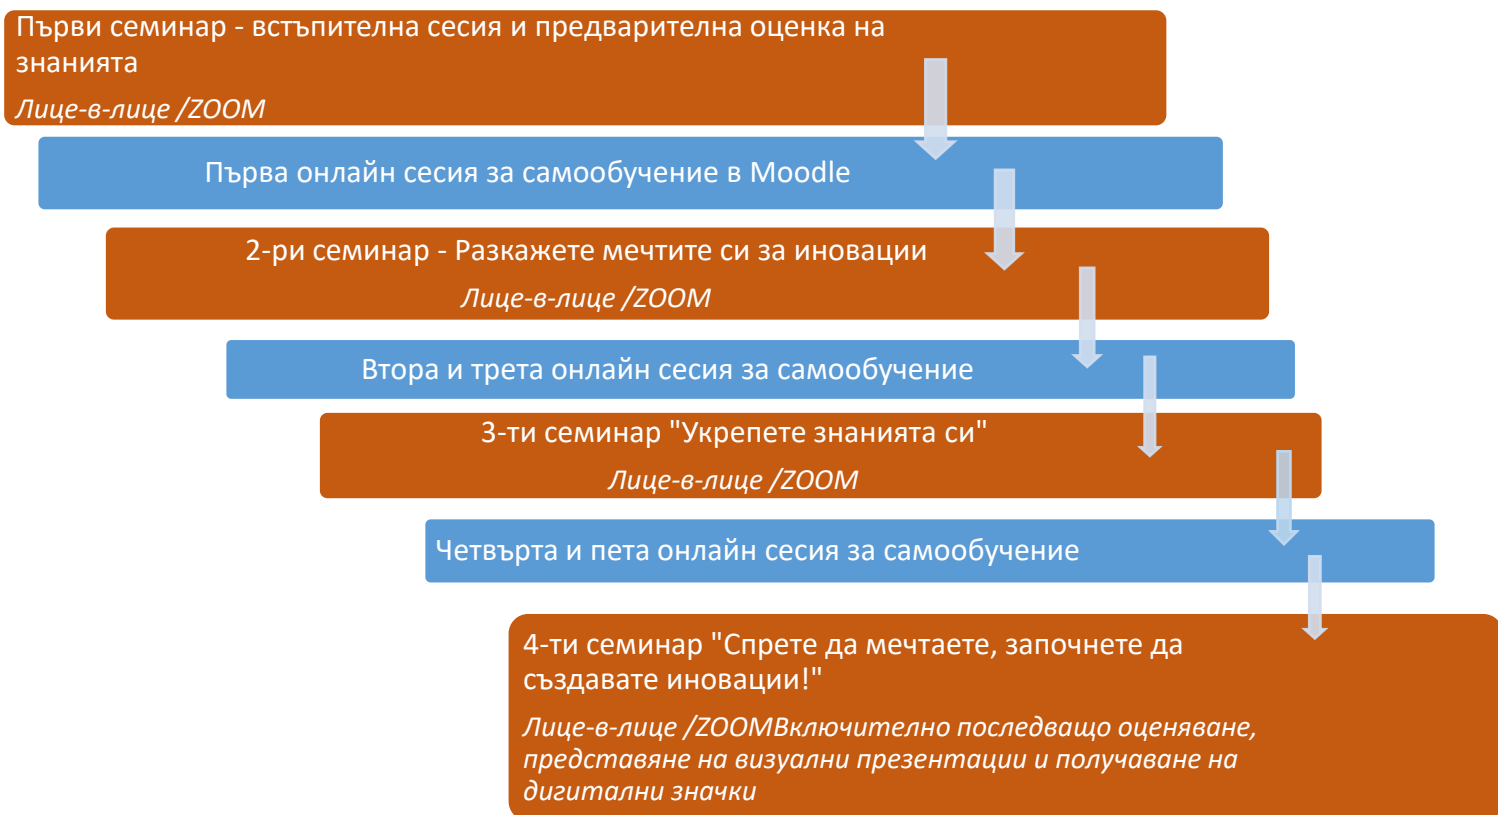 Първи семинар - встъпителна сесия и предварителна оценка на
знанията
Лице-в-лице /ZOOM
Първа онлайн сесия за самообучение в Moodle
2-ри семинар - Разкажете мечтите си за иновации
Лице-в-лице /ZOOM
Втора и трета онлайн сесия за самообучение
3-ти семинар "Укрепете знанията си"
Лице-в-лице /ZOOM
Четвърта и пета онлайн сесия за самообучение
4-ти семинар "Спрете да мечтаете, започнете да
създавате иновации!"
Лице-в-лице /ZOOMВключително последващо оценяване,
представяне на визуални презентации и получаване на
дигитални значки